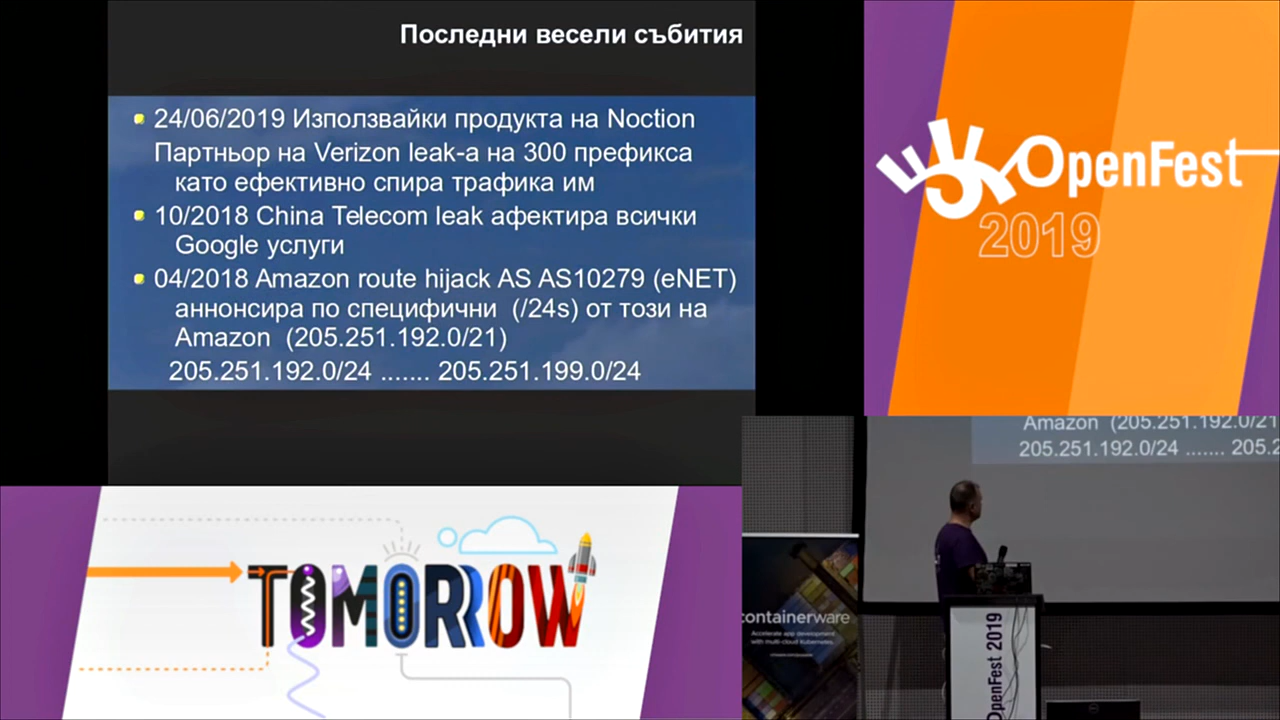 Последни весели събития
24/06/2019 Използвайки продукта на Noction
Партньор на Verizon leak-а на 300 префикса
като ефективно спира трафика им
10/2018 China Telecom leak афектира всички
Google услуги
04/2018 Amazon route hijack AS AS10279 (eNET)
аннонсира по специфични (/24s) от този на
Amazon (205.251.192.0/21)
205.251.192.0/24 ....... 205.251.199.0/24
OpenFest
2019
TOMORROW
Amazon (205.251.192.0/21
205.251.192.0/24 ....... 205.2
containerware
Accelerate app development
with multi-cloud Kubernetes.
OpenFest 2019